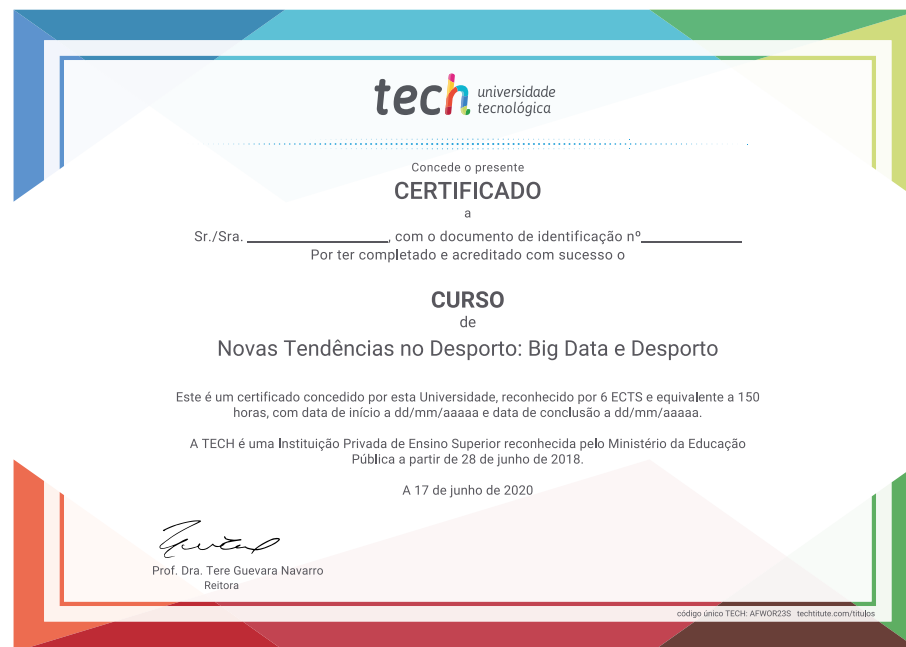 tech universidade
tecnológica
Concede o presente
CERTIFICADO
a
Sr./Sra. ____________________, com o documento de identificação nº______________
Por ter completado e acreditado com sucesso o
CURSO
de
Novas Tendências no Desporto: Big Data e Desporto
Este é um certificado concedido por esta Universidade, reconhecido por 6 ECTS e equivalente a 150
horas, com data de início a dd/mm/aaaaa e data de conclusão a dd/mm/aaaaa.
A TECH é uma Instituição Privada de Ensino Superior reconhecida pelo Ministério da Educação
Pública a partir de 28 de junho de 2018.
A 17 de junho de 2020
Prof. Dra. Tere Guevara Navarro
Reitora
código único TECH: AFWOR23S techtitute.com/titulos